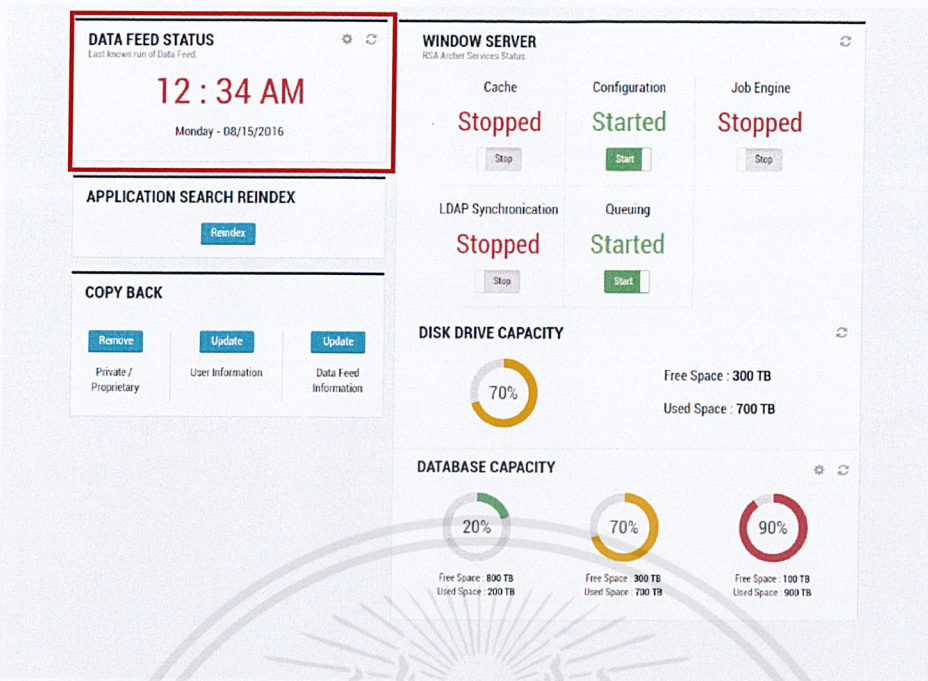 DATA FEED STATUS
Last known run of Data Feed.
12 : 34 AM
Monday - 08/15/2016
APPLICATION SEARCH REINDEX
Reindex
COPY BACK
Remove
Private /
Proprietary
Update
User Information
Update
Data Feed
Information
WINDOW SERVER
RSA Archer Services Status.
Cache
Stopped
Stop
Configuration
Started
Start
Job Engine
Stopped
Stop
LDAP Synchronication
Stopped
Stop
Queuing
Started
Start
DISK DRIVE CAPACITY
70%
Free Space : 300 TB
Used Space : 700 TB
DATABASE CAPACITY
20%
Free Space : 800 TB
Used Space : 200 TB
70%
Free Space : 300 TB
Used Space : 700 TB
90%
Free Space : 100 TB
Used Space : 900 TB